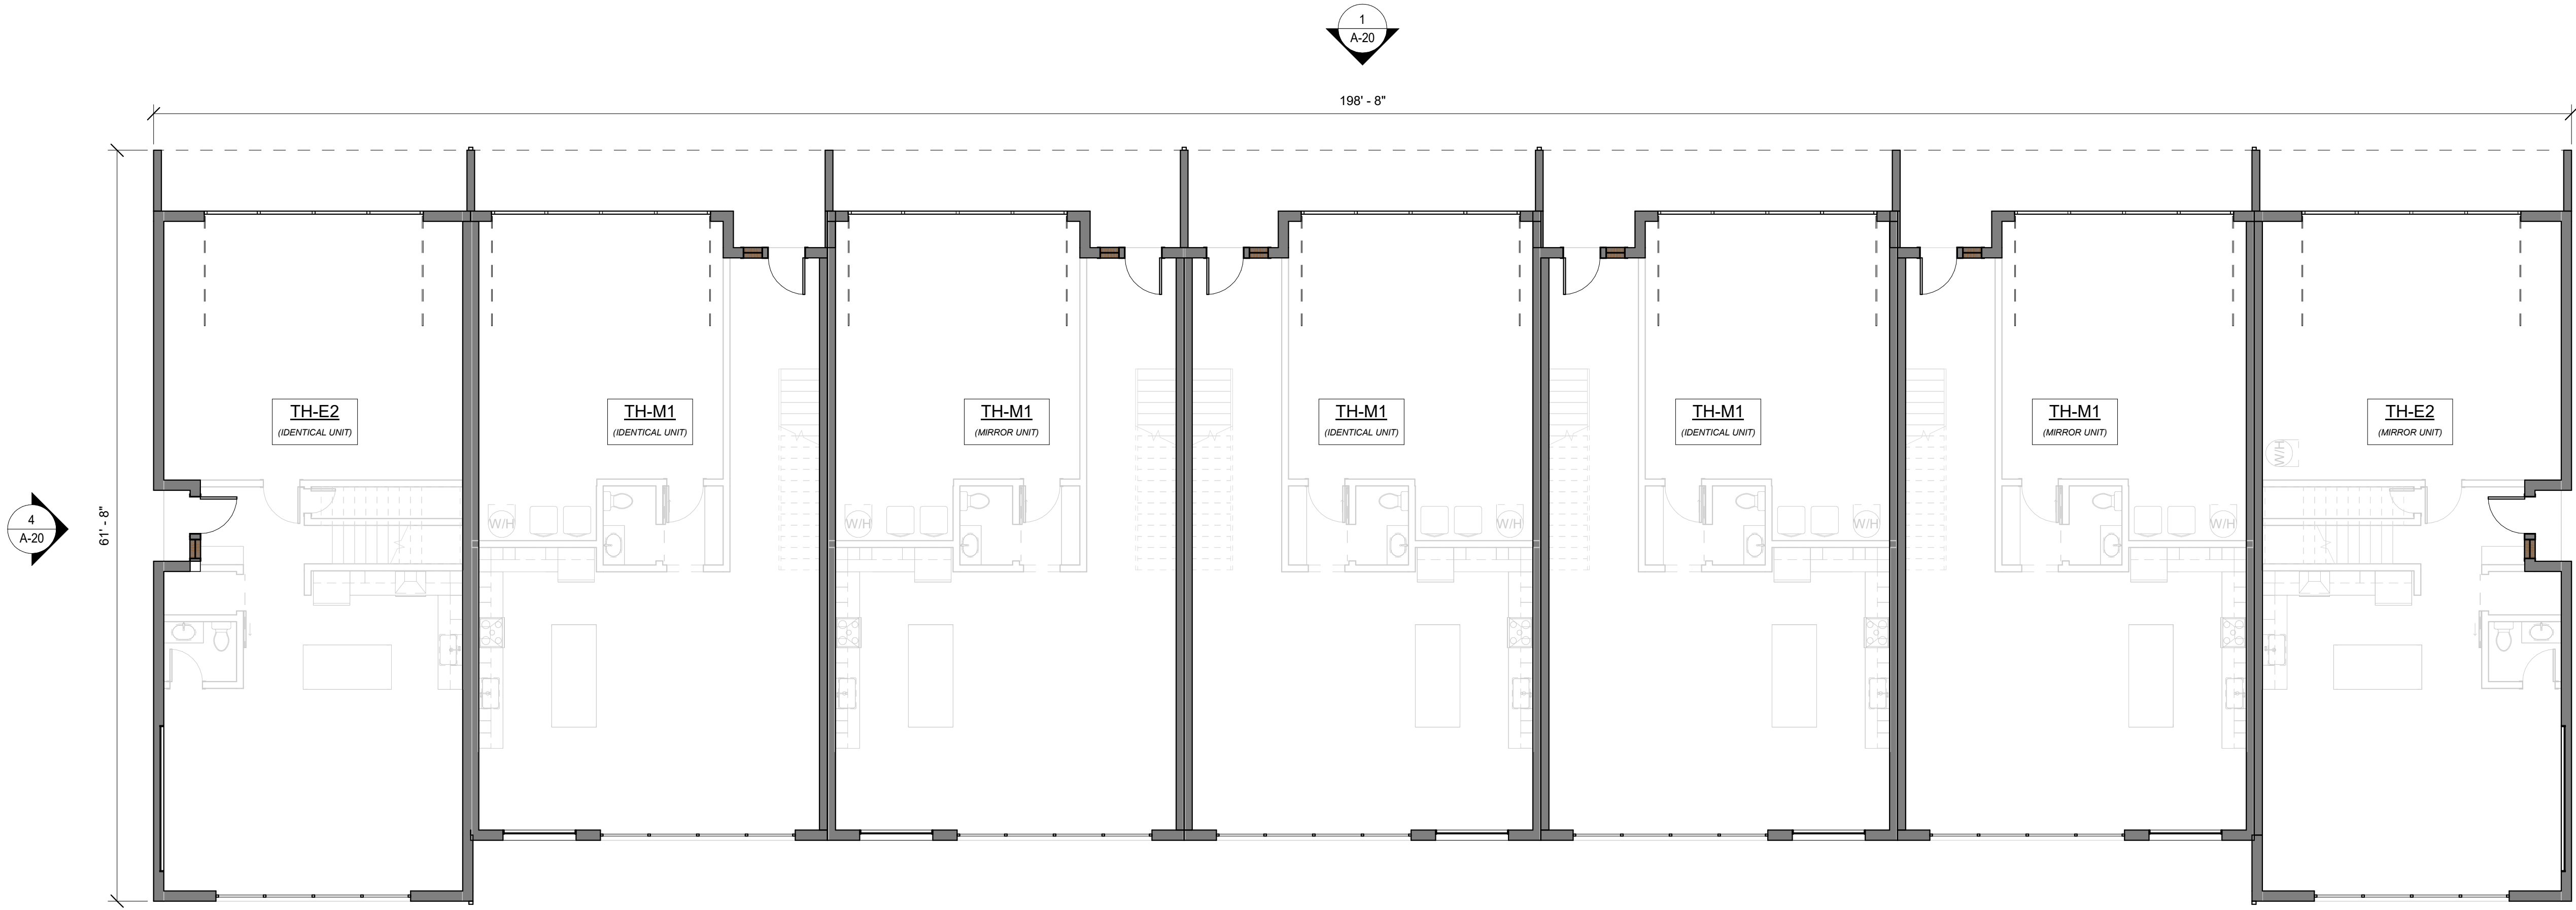 1
A-20
198' - 8"
TH-E2
(IDENTICAL UNIT)
TH-M1
(IDENTICAL UNIT)
TH-M1
(MIRROR UNIT)
TH-M1
(IDENTICAL UNIT)
TH-M1
(IDENTICAL UNIT)
TH-M1
(MIRROR UNIT)
TH-E2
(MIRROR UNIT)
W/H
4
A-20
61' - 8"
W/H
W/H
W/H
W/H
W/H